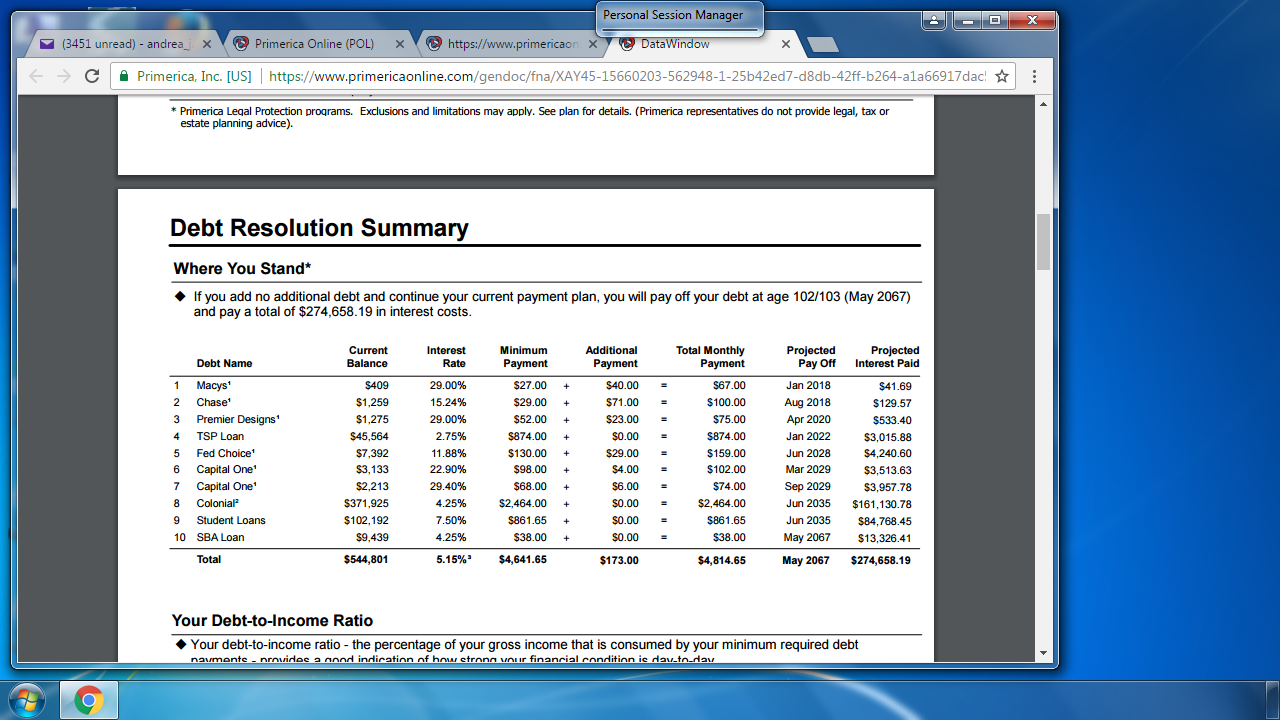 Personal Session Manager
(3451 unread) - andrea_j
Primerica Online (POL)
https://www.primericaon
DataWindow
Primerica, Inc. [US]
https://www.primericaonline.com/gendoc/fna/XAY45-15660203-562948-1-25b42ed7-d8db-42ff-b264-a1a66917dac
* Primerica Legal Protection programs. Exclusions and limitations may apply. See plan for details. (Primerica representatives do not provide legal, tax or
estate planning advice).
Debt Resolution Summary
Where You Stand*
◆ If you add no additional debt and continue your current payment plan, you will pay off your debt at age 102/103 (May 2067)
and pay a total of $274,658.19 in interest costs.
Current Interest Minimum Additional Total Monthly Projected Projected
Debt Name Balance Rate Payment Payment Payment Pay Off Interest Paid
1 Macys¹ $409 29.00% $27.00 + $40.00 = $67.00 Jan 2018 $41.69
2 Chase¹ $1,259 15.24% $29.00 + $71.00 = $100.00 Aug 2018 $129.57
3 Premier Designs¹ $1,275 29.00% $52.00 + $23.00 = $75.00 Apr 2020 $533.40
4 TSP Loan $45,564 2.75% $874.00 + $0.00 = $874.00 Jan 2022 $3,015.88
5 Fed Choice¹ $7,392 11.88% $130.00 + $29.00 = $159.00 Jun 2028 $4,240.60
6 Capital One¹ $3,133 22.90% $98.00 + $4.00 = $102.00 Mar 2029 $3,513.63
7 Capital One¹ $2,213 29.40% $68.00 + $6.00 = $74.00 Sep 2029 $3,957.78
8 Colonial² $371,925 4.25% $2,464.00 + $0.00 = $2,464.00 Jun 2035 $161,130.78
9 Student Loans $102,192 7.50% $861.65 + $0.00 = $861.65 Jun 2035 $84,768.45
10 SBA Loan $9,439 4.25% $38.00 + $0.00 = $38.00 May 2067 $13,326.41
Total $544,801 5.15%³ $4,641.65 $173.00 $4,814.65 May 2067 $274,658.19
Your Debt-to-Income Ratio
◆ Your debt-to-income ratio - the percentage of your gross income that is consumed by your minimum required debt
payments - provides a good indication of how strong your financial condition is day-to-day.